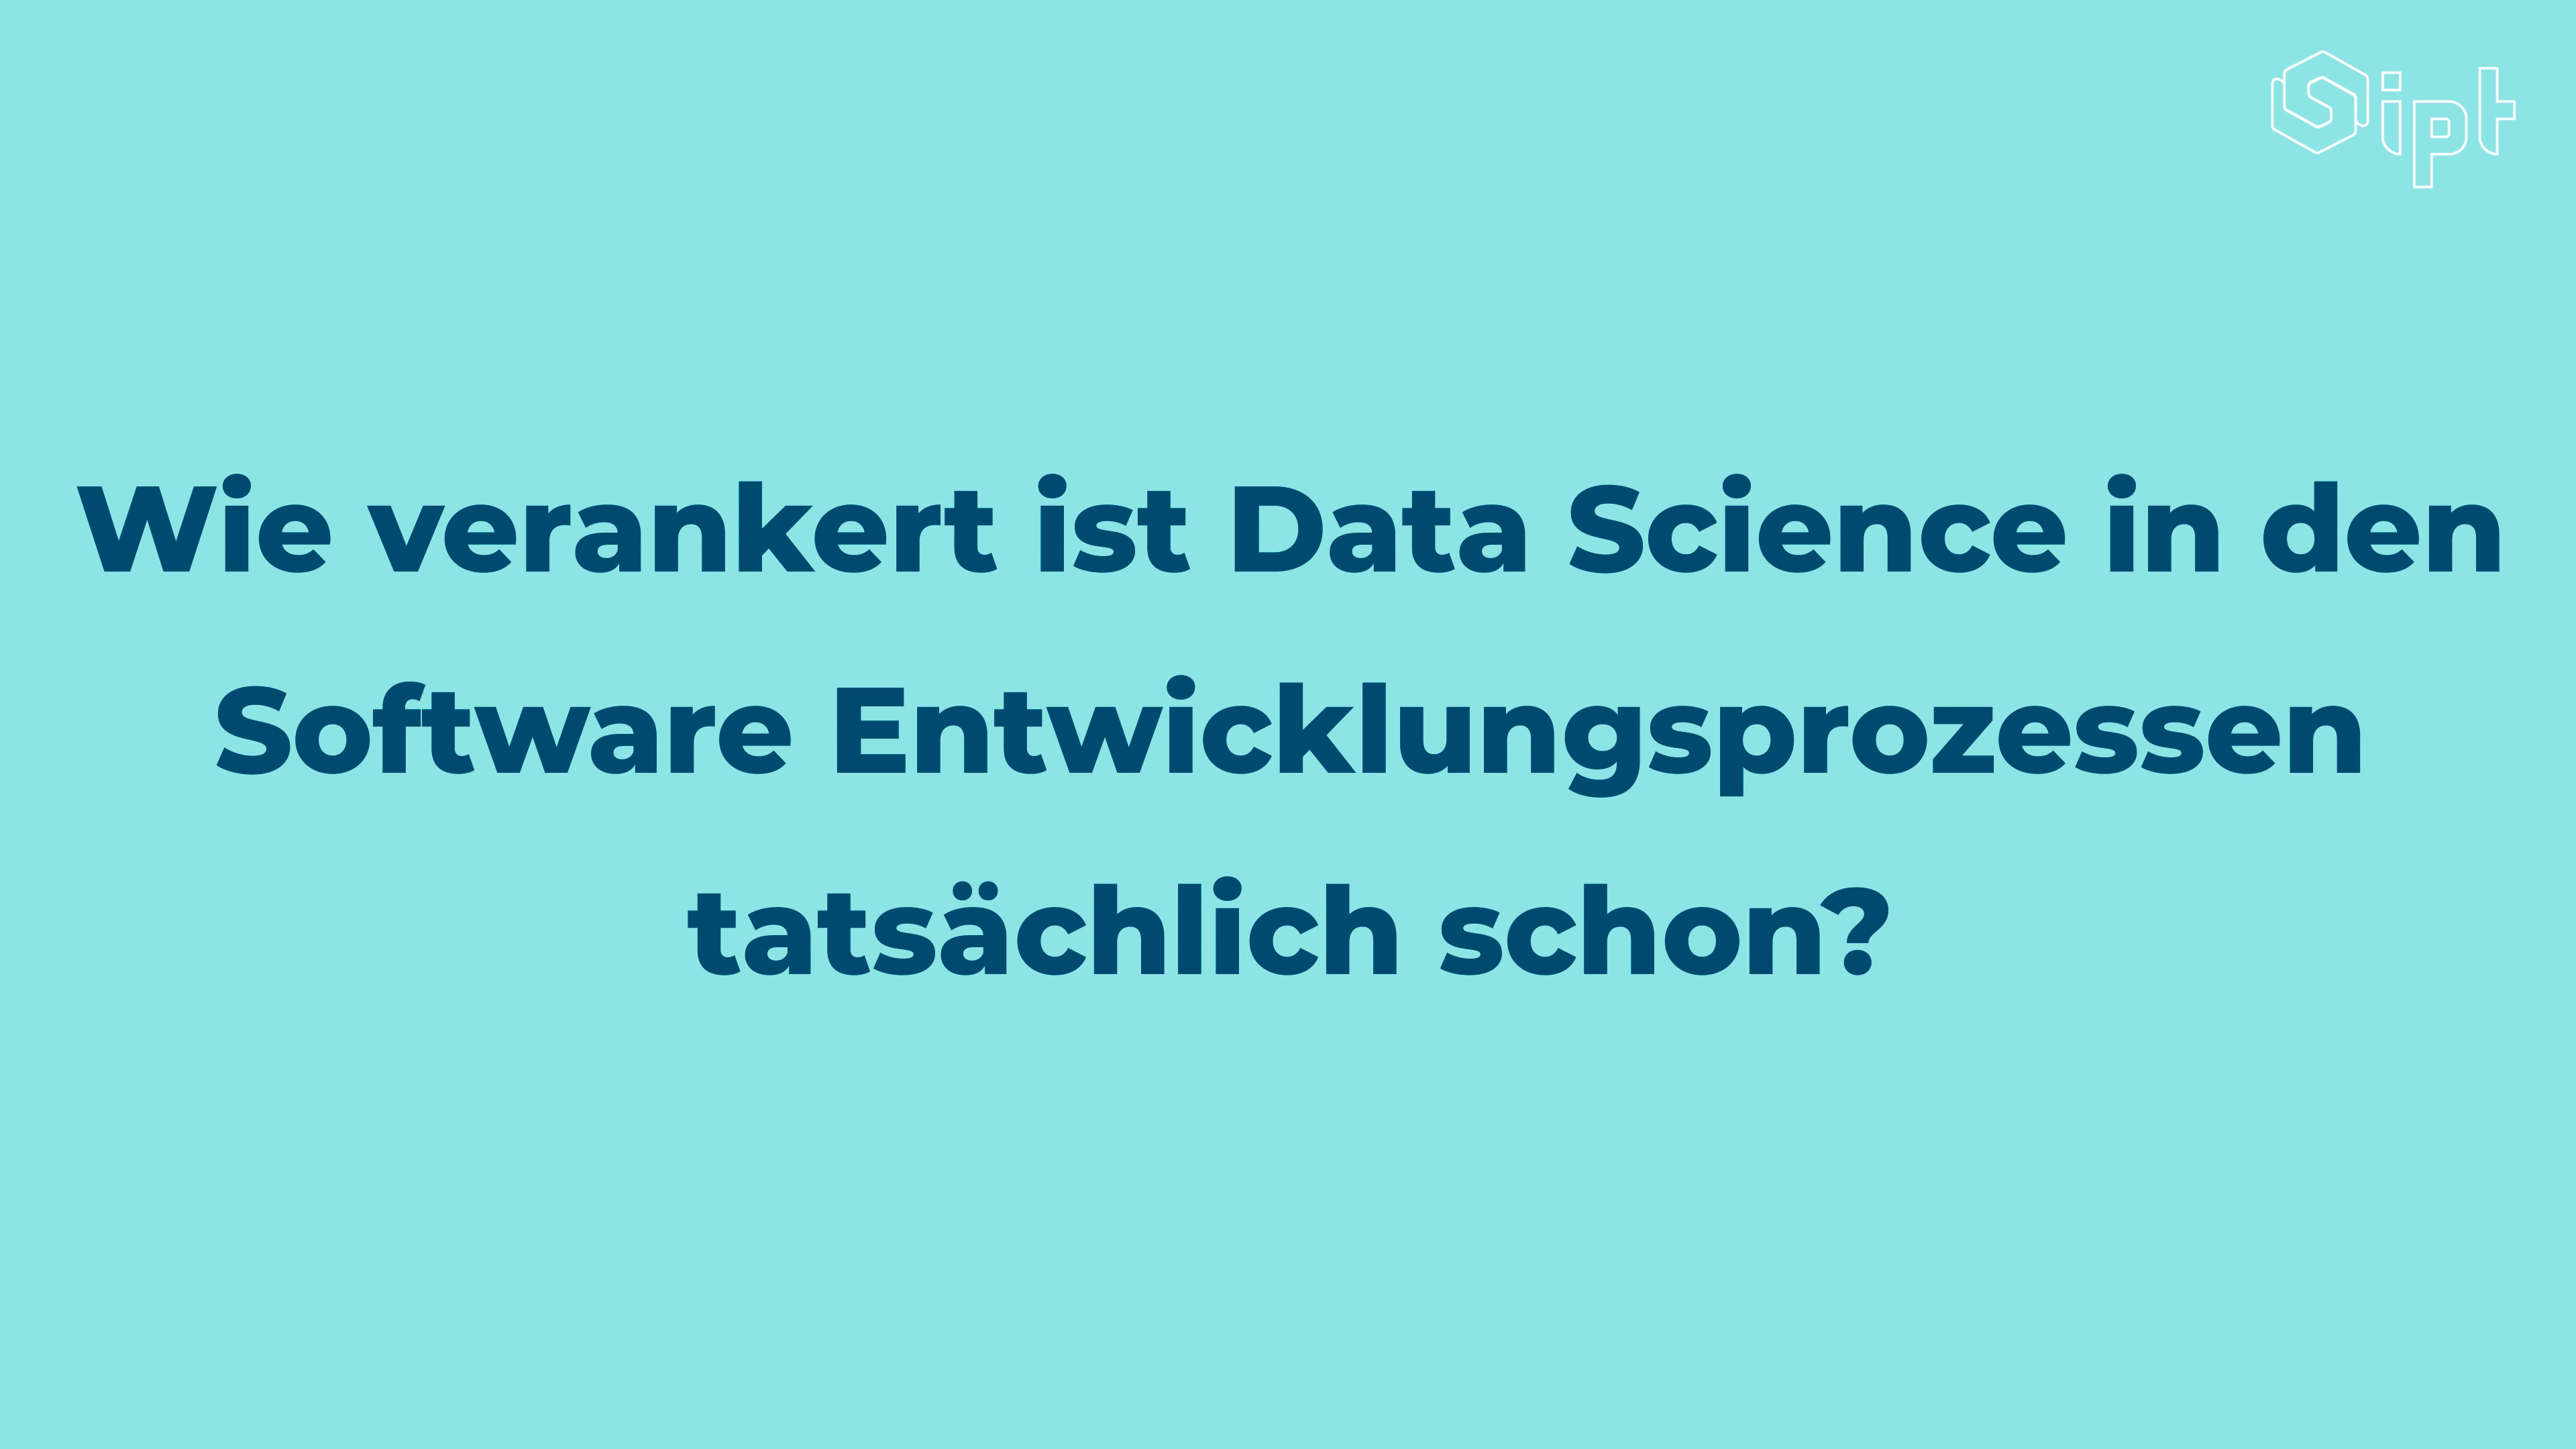 ipt
Wie verankert ist Data Science in den
Software Entwicklungsprozessen
tatsächlich schon?